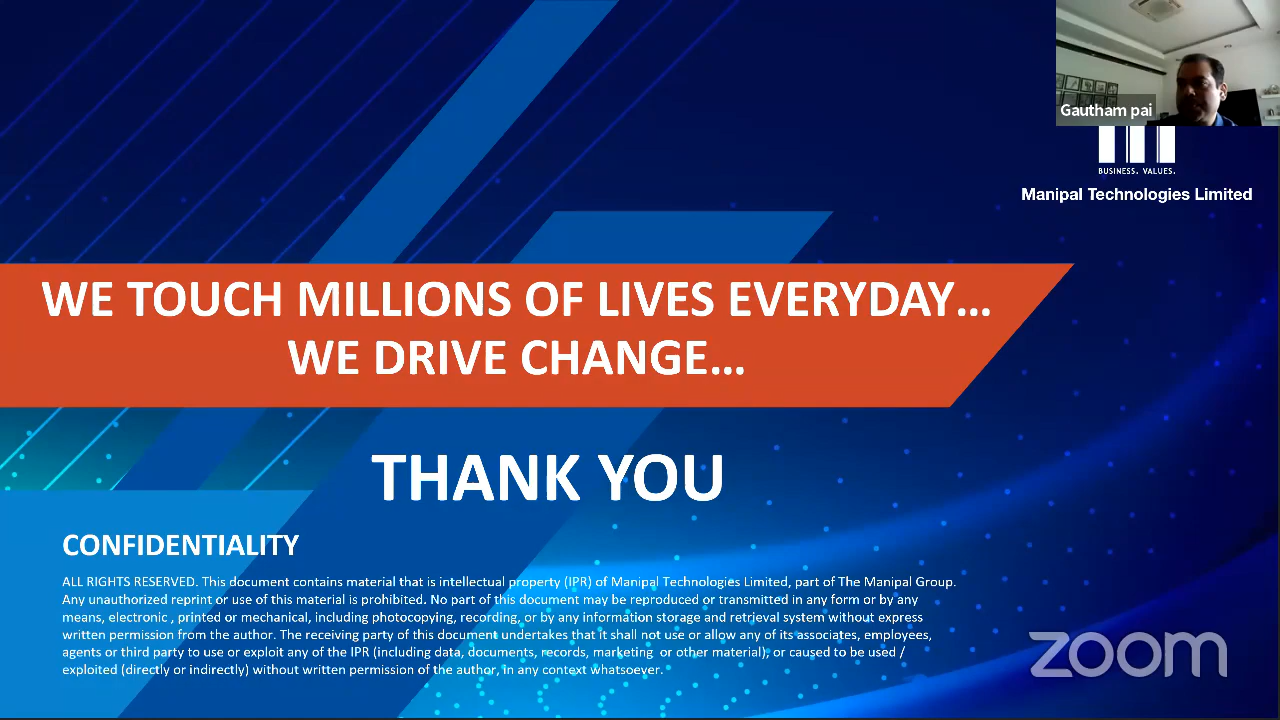 Gautham pai
BUSINESS. VALUES.
Manipal Technologies Limited
WE TOUCH MILLIONS OF LIVES EVERYDAY...
WE DRIVE CHANGE...
THANK YOU
CONFIDENTIALITY
ALL RIGHTS RESERVED. This document contains material that is intellectual property (IPR) of Manipal Technologies Limited, part of The Manipal Group.
Any unauthorized reprint or use of this material is prohibited. No part of this document may be reproduced or transmitted in any form or by any
means, electronic , printed or mechanical, including photocopying, recording, or by any information storage and retrieval system without express
written permission from the author. The receiving party of this document undertakes that it shall not use or allow any of its associates, employees,
agents or third party to use or exploit any of the IPR (including data, documents, records, marketing  or other material), or caused to be used /
exploited (directly or indirectly) without written permission of the author, in any context whatsoever.
zoom